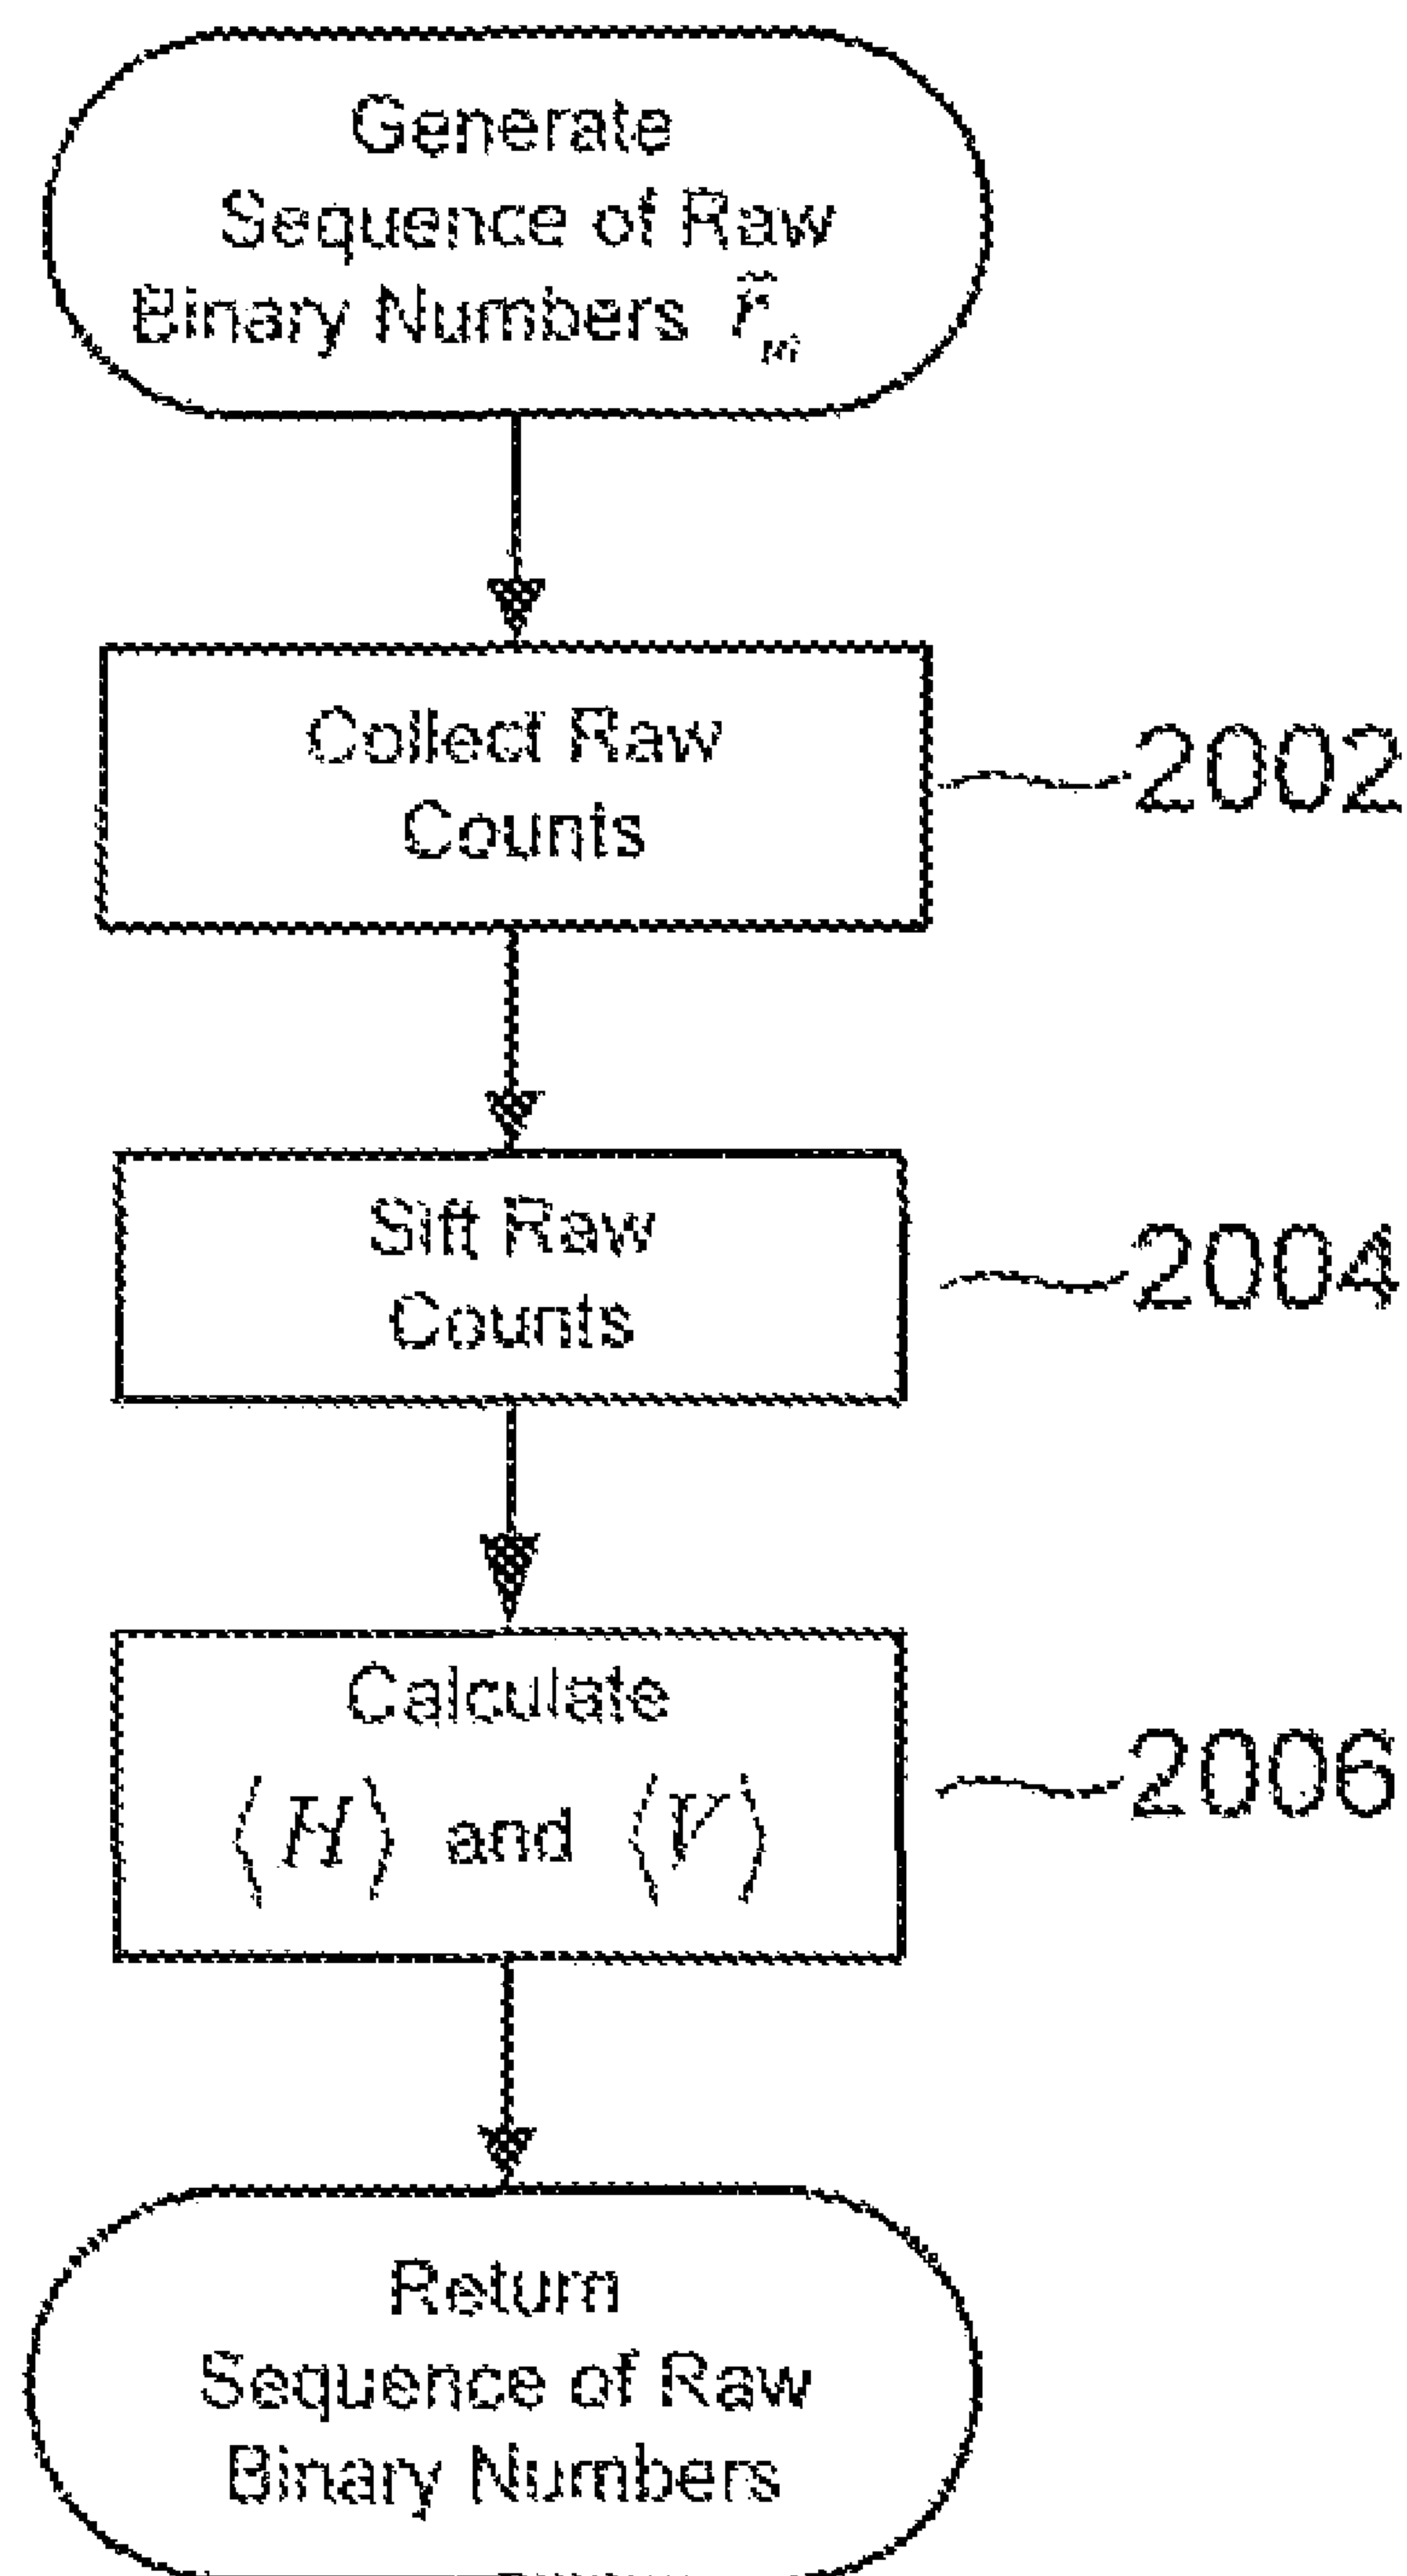 Generate
Sequence of Raw
Binary Numbers r̃ₘ
Collect Raw
Counts
2002
Sift Raw
Counts
2004
Calculate
⟨H⟩ and ⟨V⟩
2006
Return
Sequence of Raw
Binary Numbers